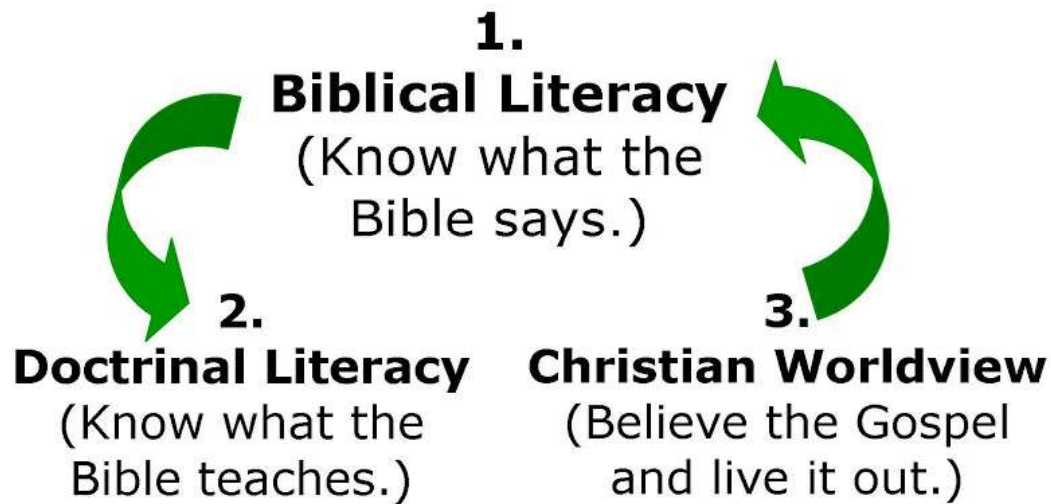 1.
Biblical Literacy
(Know what the
Bible says.)
2.
Doctrinal Literacy
(Know what the
Bible teaches.)
3.
Christian Worldview
(Believe the Gospel
and live it out.)